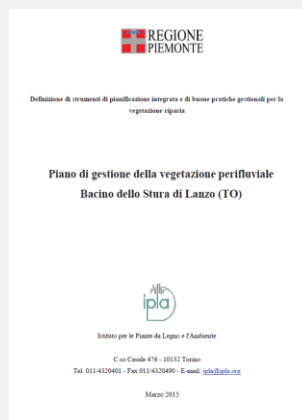 REGIONE
PIEMONTE
Definizione di strumenti di pianificazione integrata e di buone pratiche gestionali per la
vegetazione riparia
Piano di gestione della vegetazione perifluviale
Bacino dello Stura di Lanzo (TO)
ipla
Istituto per le Piante da Legno e l'Ambiente
C.so Casale 476 - 10132 Torino
Tel. 011/4320401 - Fax 011/4320490 - E-mail: ipla@ipla.org
Marzo 2015